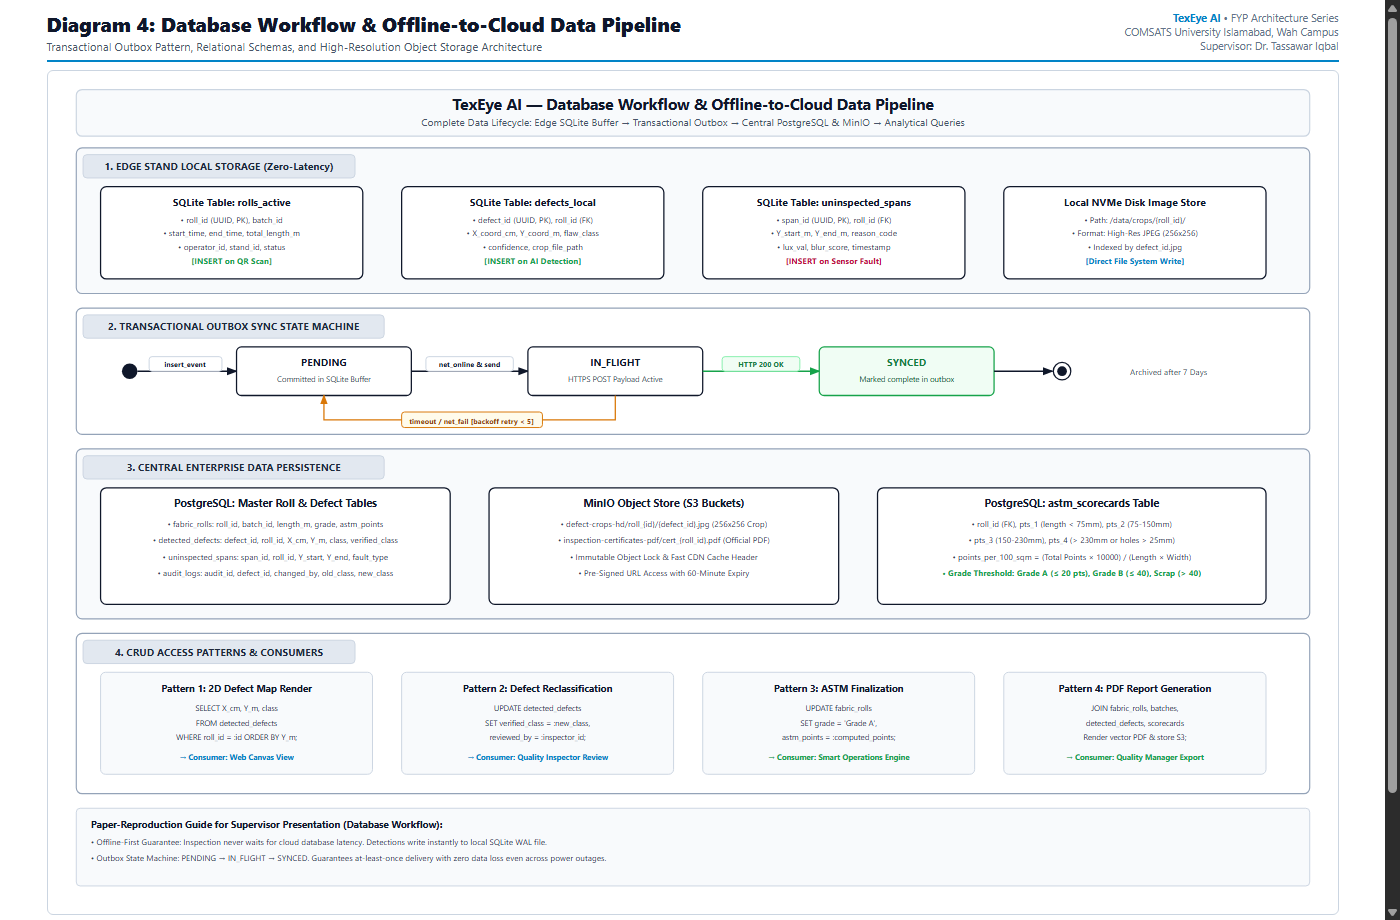 Diagram 4: Database Workflow & Offline-to-Cloud Data Pipeline
Transactional Outbox Pattern, Relational Schemas, and High-Resolution Object Storage Architecture
TexEye AI • FYP Architecture Series
COMSATS University Islamabad, Wah Campus
Supervisor: Dr. Tassawar Iqbal
TexEye AI — Database Workflow & Offline-to-Cloud Data Pipeline
Complete Data Lifecycle: Edge SQLite Buffer → Transactional Outbox → Central PostgreSQL & MinIO → Analytical Queries
1. EDGE STAND LOCAL STORAGE (Zero-Latency)
SQLite Table: rolls_active
• roll_id (UUID, PK), batch_id
• start_time, end_time, total_length_m
• operator_id, stand_id, status
[INSERT on QR Scan]
SQLite Table: defects_local
• defect_id (UUID, PK), roll_id (FK)
• X_coord_cm, Y_coord_m, flaw_class
• confidence, crop_file_path
[INSERT on AI Detection]
SQLite Table: uninspected_spans
• span_id (UUID, PK), roll_id (FK)
• Y_start_m, Y_end_m, reason_code
• lux_val, blur_score, timestamp
[INSERT on Sensor Fault]
Local NVMe Disk Image Store
• Path: /data/crops/{roll_id}/
• Format: High-Res JPEG (256x256)
• Indexed by defect_id.jpg
[Direct File System Write]
2. TRANSACTIONAL OUTBOX SYNC STATE MACHINE
insert_event
PENDING
Committed in SQLite Buffer
net_online & send
IN_FLIGHT
HTTPS POST Payload Active
HTTP 200 OK
SYNCED
Marked complete in outbox
Archived after 7 Days
timeout / net_fail [backoff retry < 5]
3. CENTRAL ENTERPRISE DATA PERSISTENCE
PostgreSQL: Master Roll & Defect Tables
• fabric_rolls: roll_id, batch_id, length_m, grade, astm_points
• detected_defects: defect_id, roll_id, X_cm, Y_m, class, verified_class
• uninspected_spans: span_id, roll_id, Y_start, Y_end, fault_type
• audit_logs: audit_id, defect_id, changed_by, old_class, new_class
MinIO Object Store (S3 Buckets)
• defect-crops-hd/roll_{id}/{defect_id}.jpg (256x256 Crop)
• inspection-certificates-pdf/cert_{roll_id}.pdf (Official PDF)
• Immutable Object Lock & Fast CDN Cache Header
• Pre-Signed URL Access with 60-Minute Expiry
PostgreSQL: astm_scorecards Table
• roll_id (FK), pts_1 (length < 75mm), pts_2 (75-150mm)
• pts_3 (150-230mm), pts_4 (> 230mm or holes > 25mm)
• points_per_100_sqm = (Total Points × 10000) / (Length × Width)
• Grade Threshold: Grade A (≤ 20 pts), Grade B (≤ 40), Scrap (> 40)
4. CRUD ACCESS PATTERNS & CONSUMERS
Pattern 1: 2D Defect Map Render
SELECT X_cm, Y_m, class
FROM detected_defects
WHERE roll_id = :id ORDER BY Y_m;
→ Consumer: Web Canvas View
Pattern 2: Defect Reclassification
UPDATE detected_defects
SET verified_class = :new_class,
reviewed_by = :inspector_id;
→ Consumer: Quality Inspector Review
Pattern 3: ASTM Finalization
UPDATE fabric_rolls
SET grade = 'Grade A',
astm_points = :computed_points;
→ Consumer: Smart Operations Engine
Pattern 4: PDF Report Generation
JOIN fabric_rolls, batches,
detected_defects, scorecards
Render vector PDF & store S3;
→ Consumer: Quality Manager Export
Paper-Reproduction Guide for Supervisor Presentation (Database Workflow):
• Offline-First Guarantee: Inspection never waits for cloud database latency. Detections write instantly to local SQLite WAL file.
• Outbox State Machine: PENDING → IN_FLIGHT → SYNCED. Guarantees at-least-once delivery with zero data loss even across power outages.